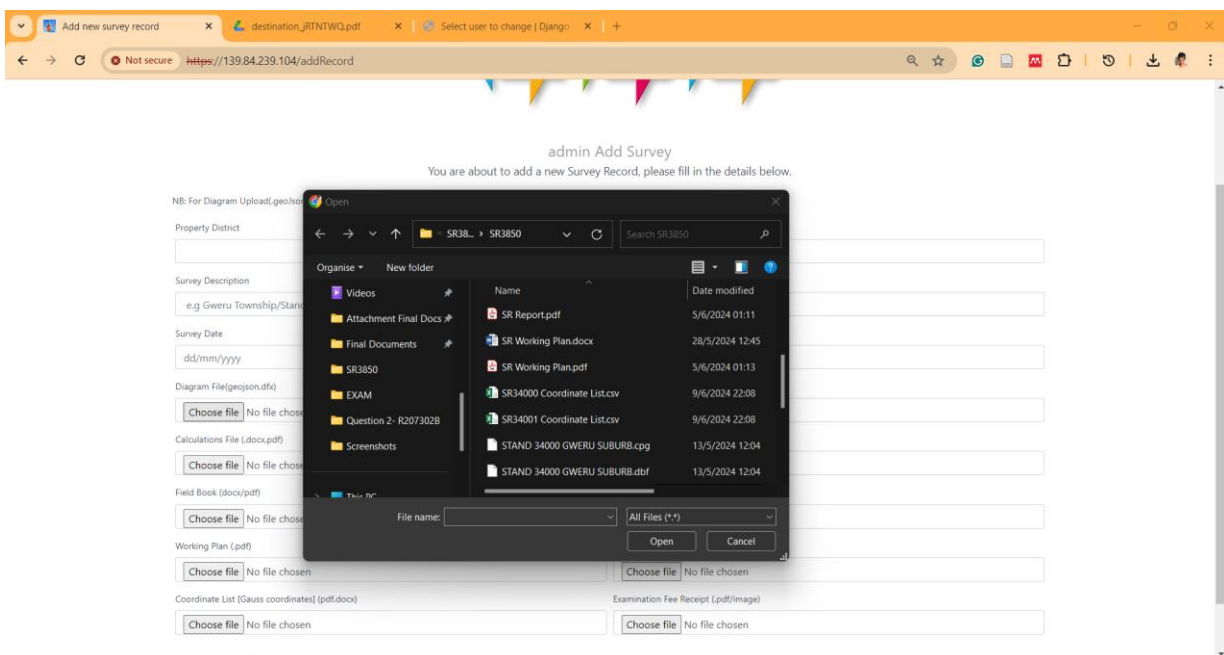 Add new survey record
destination_jRTNTWQ.pdf
Select user to change | Django
Not secure https://139.84.239.104/addRecord
admin Add Survey
You are about to add a new Survey Record, please fill in the details below.
NB: For Diagram Upload(.geoJson
Property District
Survey Description
e.g Gweru Township/Stand
Survey Date
dd/mm/yyyy
Diagram File(geojson.dfx)
Choose file No file chose
Calculations File (.docx,pdf)
Choose file No file chose
Field Book (docx/pdf)
Choose file No file chose
Working Plan (.pdf)
Choose file No file chosen
Choose file No file chosen
Coordinate List [Gauss coordinates] (pdf.docx)
Examination Fee Receipt (.pdf/image)
Choose file No file chosen
Choose file No file chosen
Open
SR38... › SR3850
Search SR3850
Organise
New folder
Videos
Attachment Final Docs
Final Documents
SR3850
EXAM
Question 2- R207302B
Screenshots
This PC
Name Date modified
SR Report.pdf 5/6/2024 01:11
SR Working Plan.docx 28/5/2024 12:45
SR Working Plan.pdf 5/6/2024 01:13
SR34000 Coordinate List.csv 9/6/2024 22:08
SR34001 Coordinate List.csv 9/6/2024 22:08
STAND 34000 GWERU SUBURB.cpg 13/5/2024 12:04
STAND 34000 GWERU SUBURB.dbf 13/5/2024 12:04
File name:
All Files (*.*)
Open
Cancel